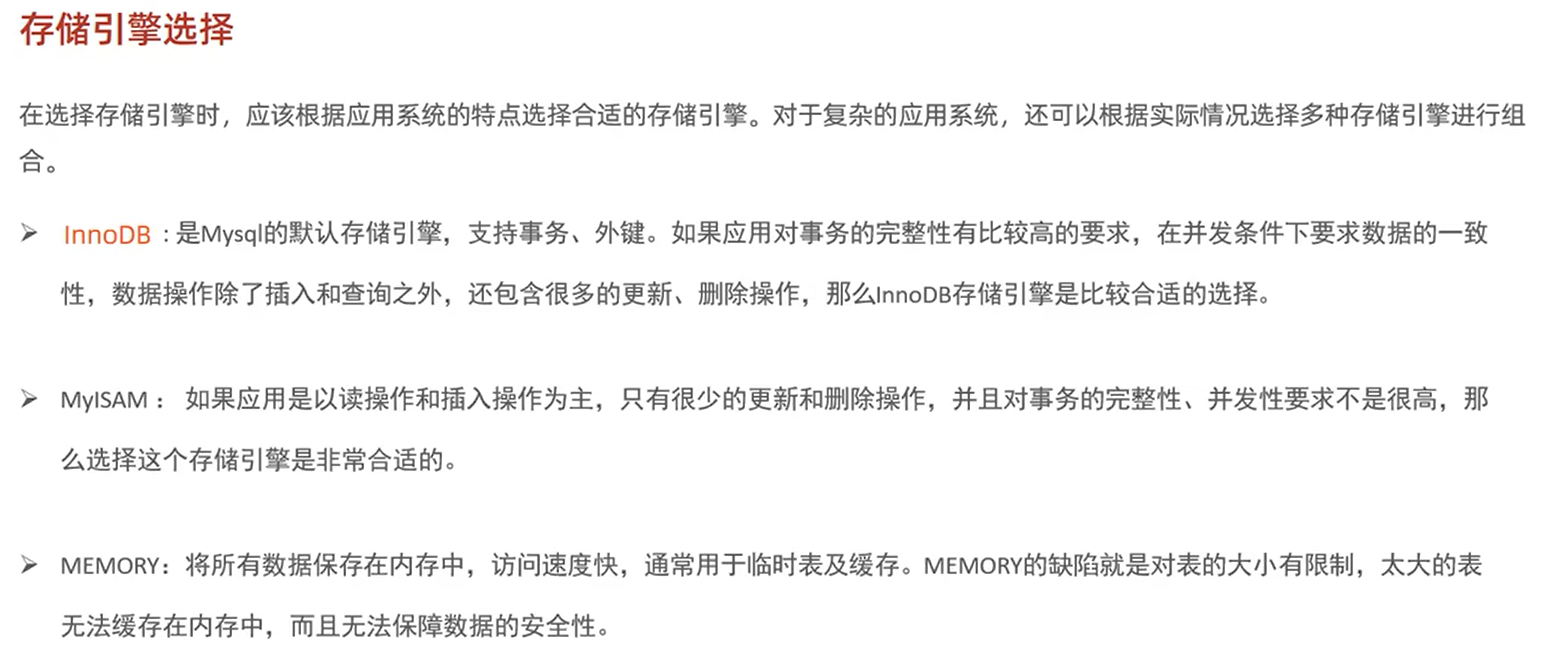 存储引擎选择
在选择存储引擎时，应该根据应用系统的特点选择合适的存储引擎。对于复杂的应用系统，还可以根据实际情况选择多种存储引擎进行组
合。
➢ InnoDB : 是Mysql的默认存储引擎，支持事务、外键。如果应用对事务的完整性有比较高的要求，在并发条件下要求数据的一致
性，数据操作除了插入和查询之外，还包含很多的更新、删除操作，那么InnoDB存储引擎是比较合适的选择。
➢ MyISAM ： 如果应用是以读操作和插入操作为主，只有很少的更新和删除操作，并且对事务的完整性、并发性要求不是很高，那
么选择这个存储引擎是非常合适的。
➢ MEMORY：将所有数据保存在内存中，访问速度快，通常用于临时表及缓存。MEMORY的缺陷就是对表的大小有限制，太大的表
无法缓存在内存中，而且无法保障数据的安全性。